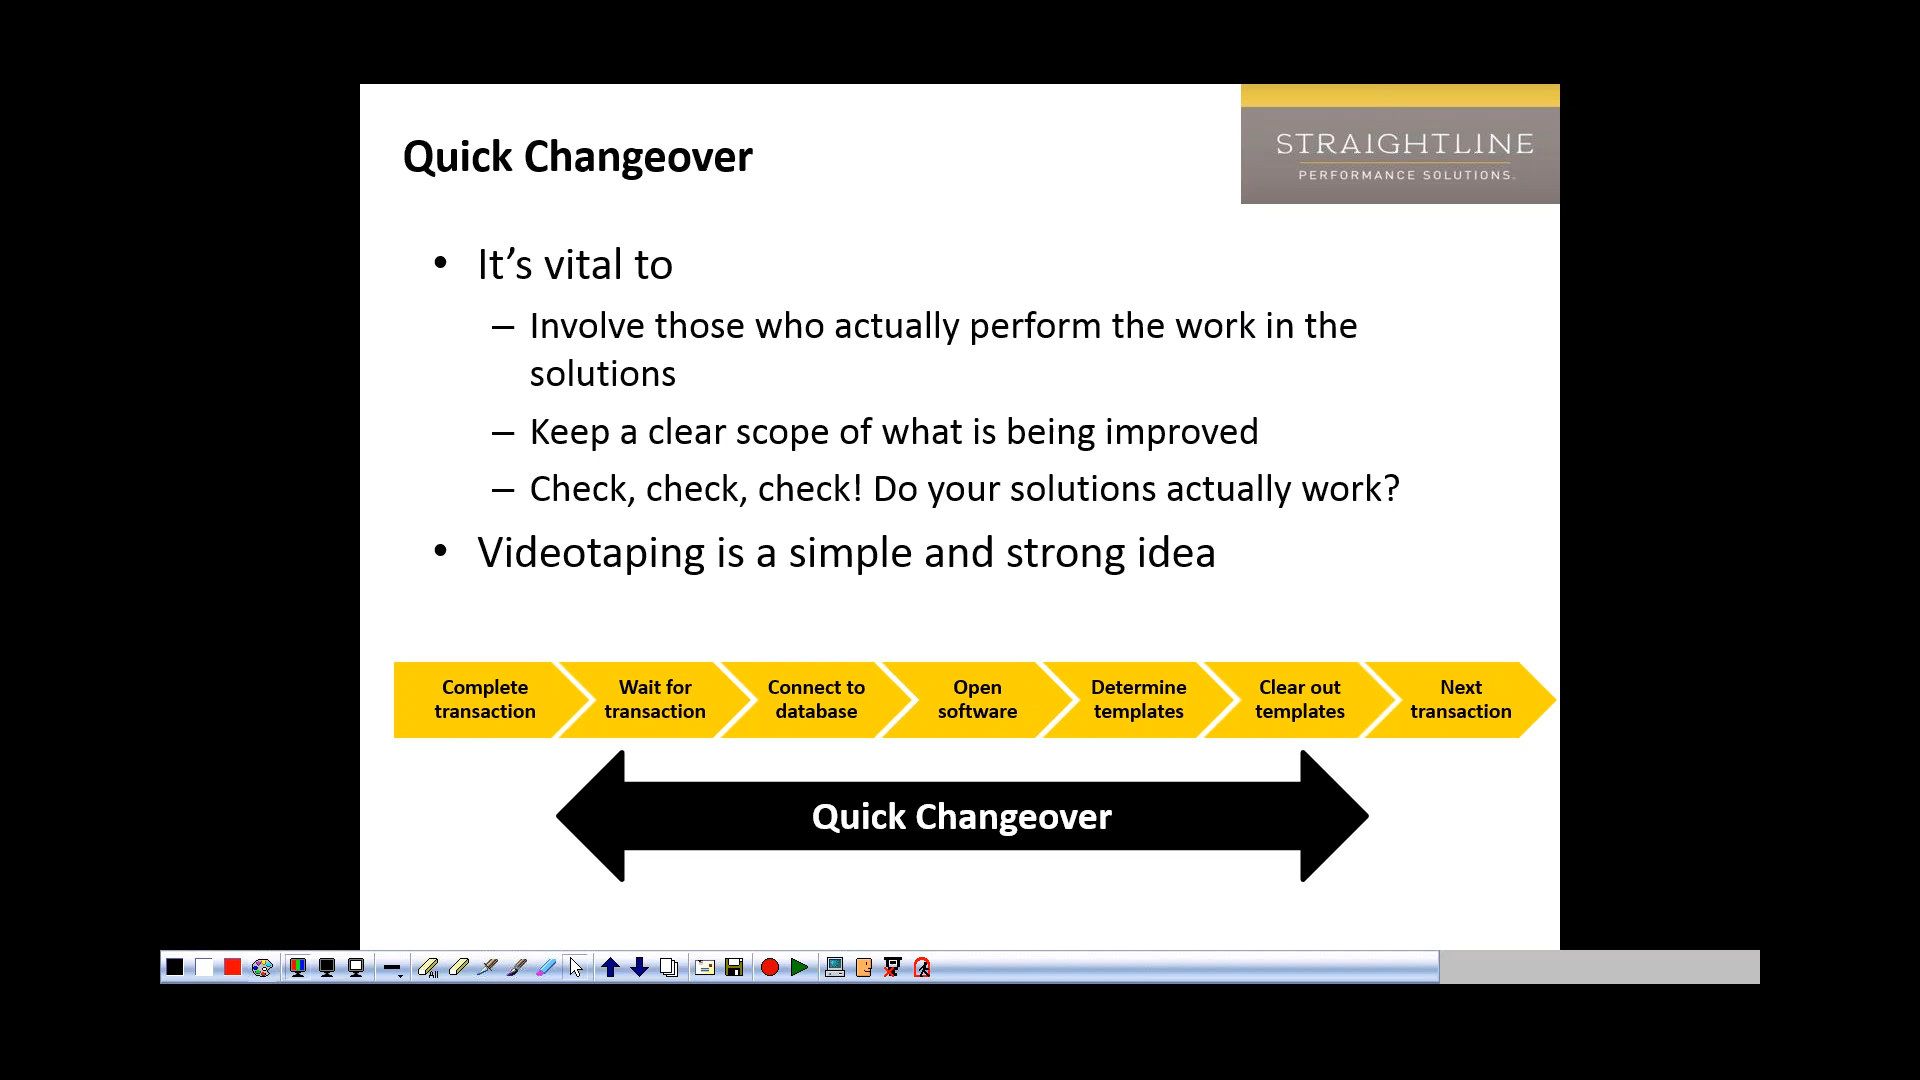 Quick Changeover
STRAIGHTLINE
PERFORMANCE SOLUTIONS.
• It’s vital to
– Involve those who actually perform the work in the
solutions
– Keep a clear scope of what is being improved
– Check, check, check! Do your solutions actually work?
• Videotaping is a simple and strong idea
Complete
transaction
Wait for
transaction
Connect to
database
Open
software
Determine
templates
Clear out
templates
Next
transaction
Quick Changeover
All